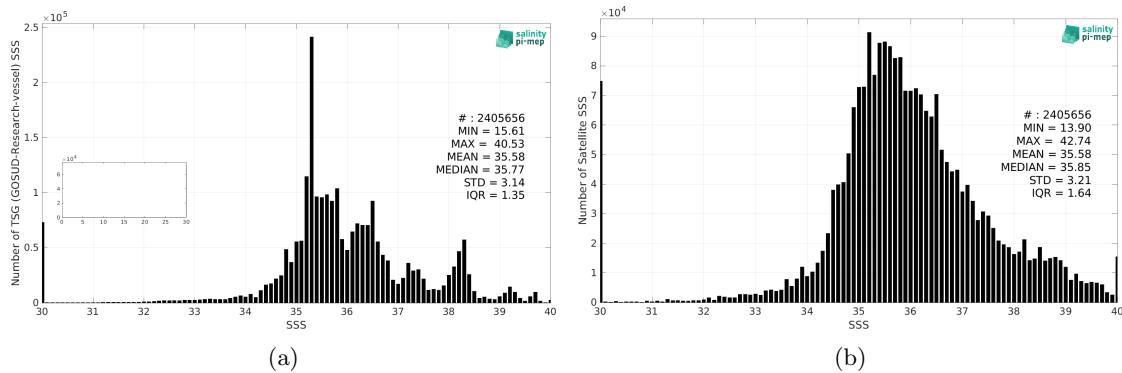 ×10^5
2.5
2
1.5
1
0.5
0
Number of TSG (GOSUD-Research-vessel) SSS
salinity
pi-mep
# : 2405656
MIN = 15.61
MAX = 40.53
MEAN = 35.58
MEDIAN = 35.77
STD = 3.14
IQR = 1.35
×10^4
6
4
2
0
0 5 10 15 20 25 30
30 31 32 33 34 35 36 37 38 39 40
SSS
(a)
×10^4
9
8
7
6
5
4
3
2
1
0
Number of Satellite SSS
salinity
pi-mep
# : 2405656
MIN = 13.90
MAX = 42.74
MEAN = 35.58
MEDIAN = 35.85
STD = 3.21
IQR = 1.64
30 31 32 33 34 35 36 37 38 39 40
SSS
(b)